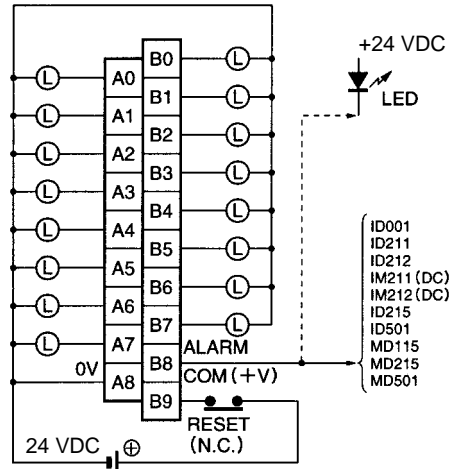 +24 VDC
LED
B0
L
L
A0
B1
L
L
A1
B2
L
L
A2
B3
L
L
A3
B4
L
L
A4
B5
L
L
A5
B6
L
L
A6
B7
L
L
A7
ALARM
0V
B8
COM (+V)
A8
B9
RESET
(N.C.)
24 VDC
⊕
ID001
ID211
ID212
IM211 (DC)
IM212 (DC)
ID215
ID501
MD115
MD215
MD501